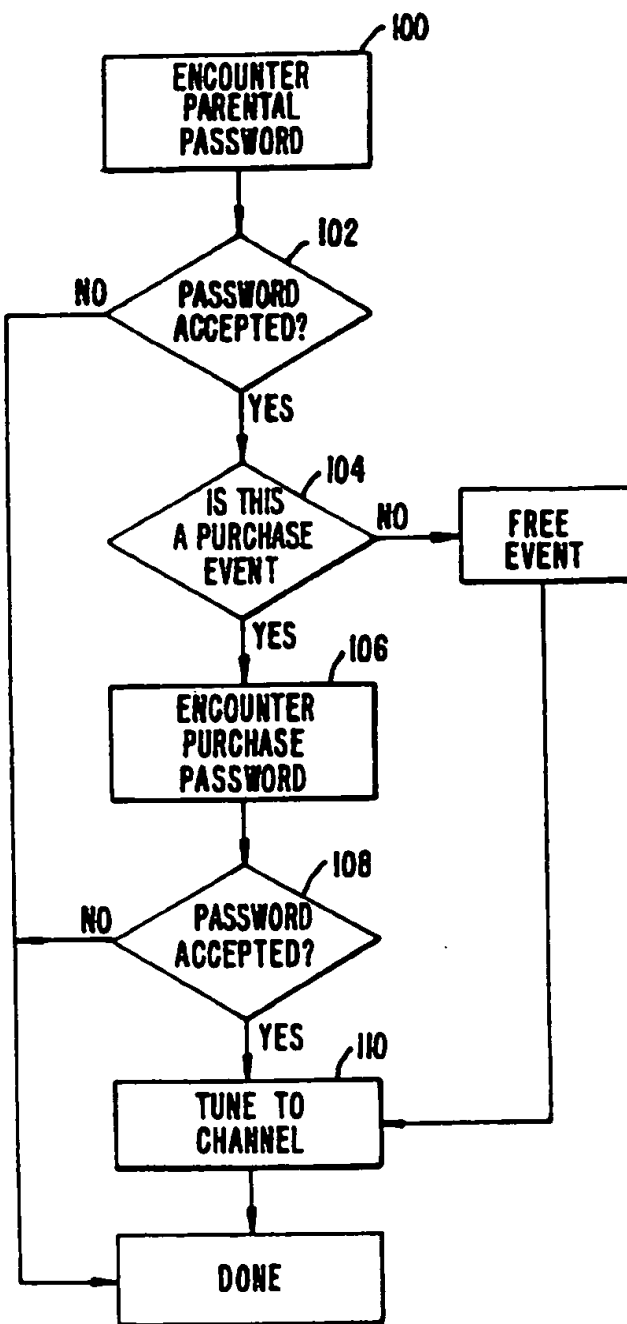 100
ENCOUNTER
PARENTAL
PASSWORD
102
NO
PASSWORD
ACCEPTED?
YES
104
IS THIS
A PURCHASE
EVENT
NO
FREE
EVENT
YES
106
ENCOUNTER
PURCHASE
PASSWORD
108
NO
PASSWORD
ACCEPTED?
YES
110
TUNE TO
CHANNEL
DONE